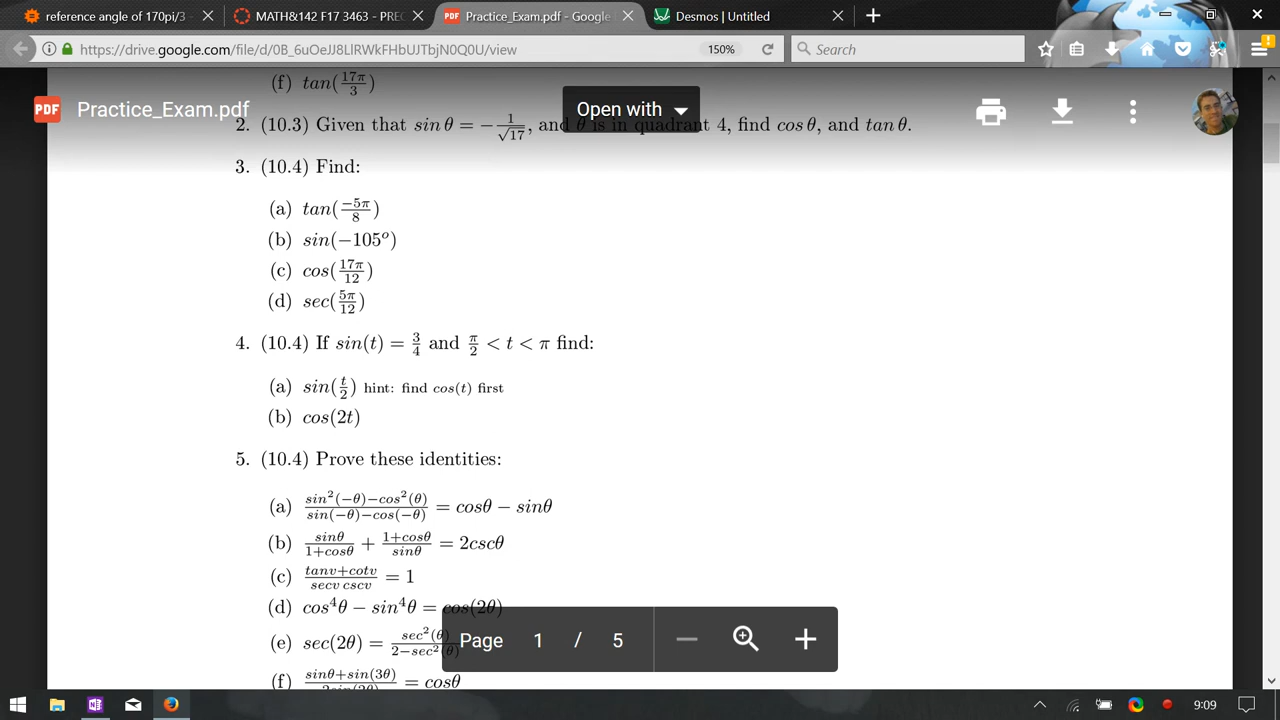 reference angle of 170pi/3
MATH&142 F17 3463 - PREC
Practice_Exam.pdf - Google
Desmos | Untitled
https://drive.google.com/file/d/0B_6uOeJJ8LlRWkFHbUJTbjN0Q0U/view
150%
Search
(f) tan(17π/3)
PDF Practice_Exam.pdf
Open with
2. (10.3) Given that sin θ = −1/√17, and θ is in quadrant 4, find cos θ, and tan θ.
3. (10.4) Find:
(a) tan(−5π/8)
(b) sin(−105°)
(c) cos(17π/12)
(d) sec(5π/12)
4. (10.4) If sin(t) = 3/4 and π/2 < t < π find:
(a) sin(t/2) hint: find cos(t) first
(b) cos(2t)
5. (10.4) Prove these identities:
(a) sin²(−θ)−cos²(θ)/sin(−θ)−cos(−θ) = cosθ − sinθ
(b) sinθ/1+cosθ + 1+cosθ/sinθ = 2cscθ
(c) tanv+cotv/secv cscv = 1
(d) cos⁴θ − sin⁴θ = cos(2θ)
(e) sec(2θ) = sec²(θ)/2−sec²(θ)
Page 1 / 5
(f) sinθ+sin(3θ)/2sin(2θ) = cosθ
9:09